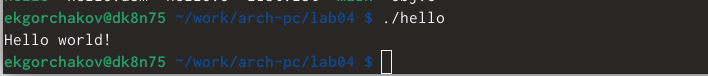 ekgorchakov@dk8n75 ~/work/arch-pc/lab04 $ ./hello
Hello world!
ekgorchakov@dk8n75 ~/work/arch-pc/lab04 $